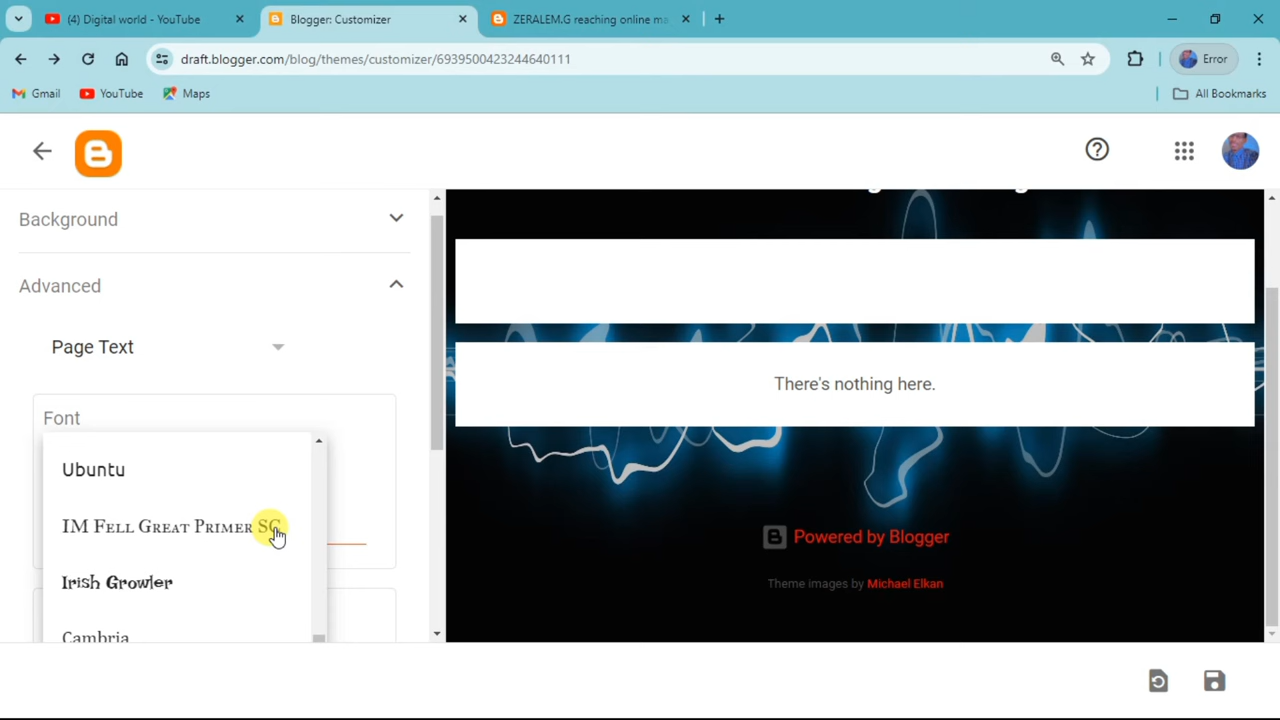 (4) Digital world - YouTube
Blogger: Customizer
ZERALEM.G reaching online ma
draft.blogger.com/blog/themes/customizer/6939500423244640111
Error
Gmail
YouTube
Maps
All Bookmarks
Background
Advanced
Page Text
Font
Ubuntu
IM FELL GREAT PRIMER SC
Irish Growler
Cambria
There's nothing here.
Powered by Blogger
Theme images by Michael Elkan